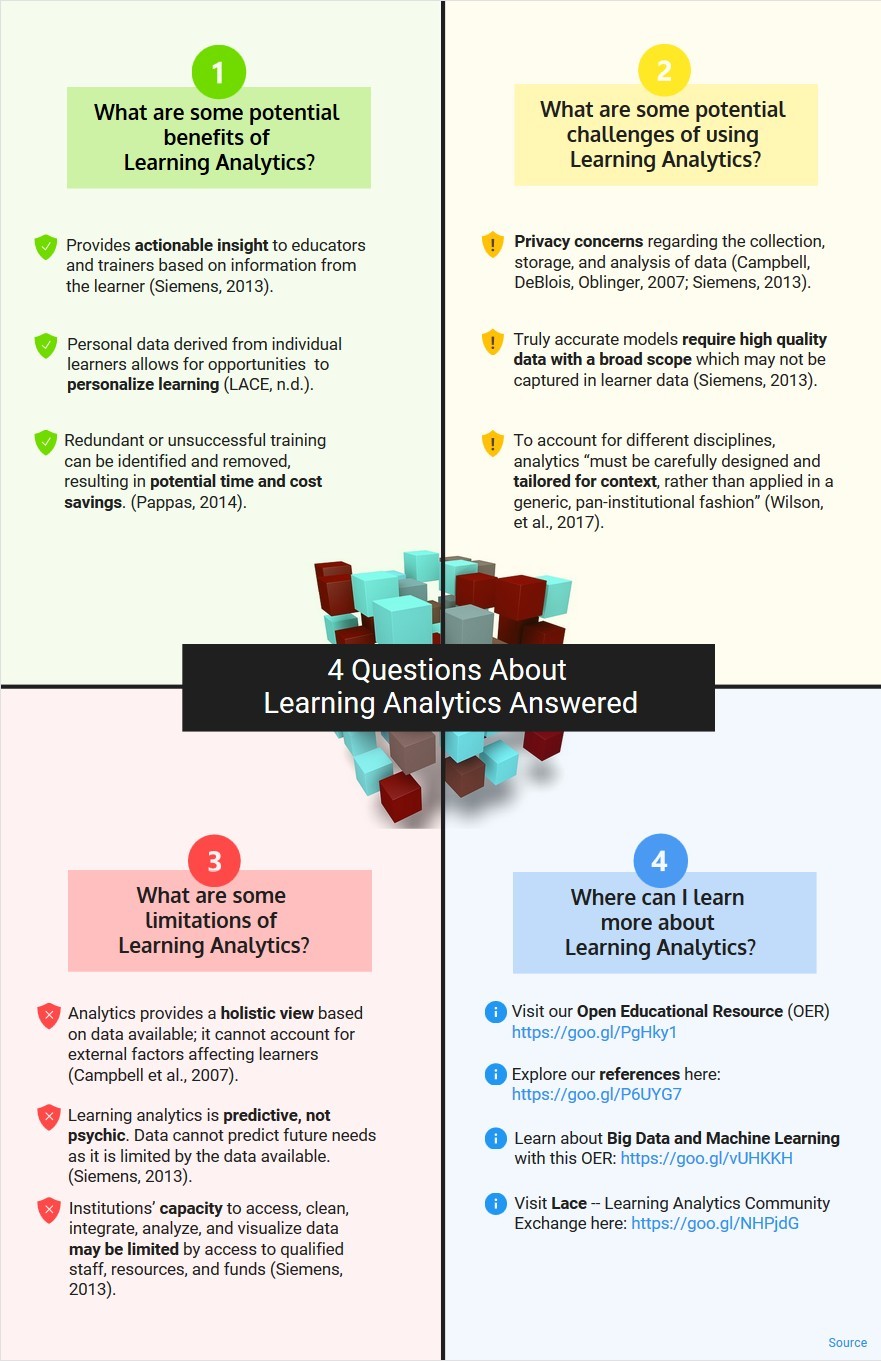 1
What are some potential
benefits of
Learning Analytics?
Provides actionable insight to educators
and trainers based on information from
the learner (Siemens, 2013).
Personal data derived from individual
learners allows for opportunities to
personalize learning (LACE, n.d.).
Redundant or unsuccessful training
can be identified and removed,
resulting in potential time and cost
savings. (Pappas, 2014).
2
What are some potential
challenges of using
Learning Analytics?
Privacy concerns regarding the collection,
storage, and analysis of data (Campbell,
DeBlois, Oblinger, 2007; Siemens, 2013).
Truly accurate models require high quality
data with a broad scope which may not be
captured in learner data (Siemens, 2013).
To account for different disciplines,
analytics “must be carefully designed and
tailored for context, rather than applied in a
generic, pan-institutional fashion” (Wilson,
et al., 2017).
4 Questions About
Learning Analytics Answered
3
What are some
limitations of
Learning Analytics?
Analytics provides a holistic view based
on data available; it cannot account for
external factors affecting learners
(Campbell et al., 2007).
Learning analytics is predictive, not
psychic. Data cannot predict future needs
as it is limited by the data available.
(Siemens, 2013).
Institutions’ capacity to access, clean,
integrate, analyze, and visualize data
may be limited by access to qualified
staff, resources, and funds (Siemens,
2013).
4
Where can I learn
more about
Learning Analytics?
Visit our Open Educational Resource (OER)
https://goo.gl/PgHky1
Explore our references here:
https://goo.gl/P6UYG7
Learn about Big Data and Machine Learning
with this OER: https://goo.gl/vUHKKH
Visit Lace -- Learning Analytics Community
Exchange here: https://goo.gl/NHPjdG
Source